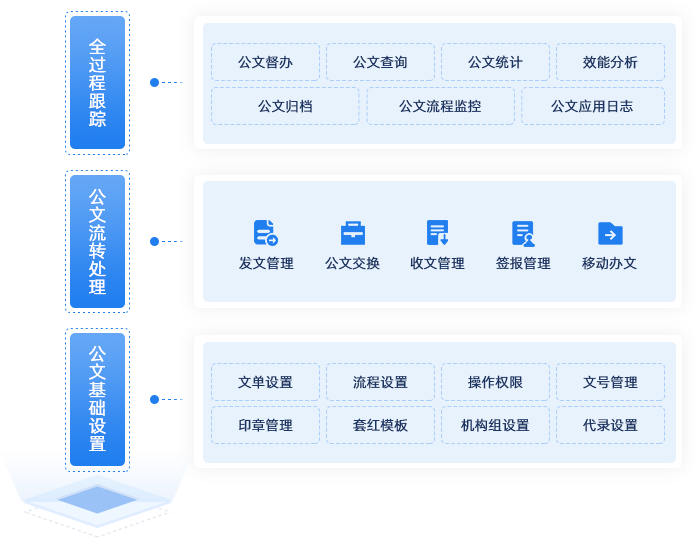 全过程跟踪
公文督办 公文查询 公文统计 效能分析
公文归档 公文流程监控 公文应用日志
公文流转处理
发文管理 公文交换 收文管理 签报管理 移动办文
公文基础设置
文单设置 流程设置 操作权限 文号管理
印章管理 套红模板 机构组设置 代录设置